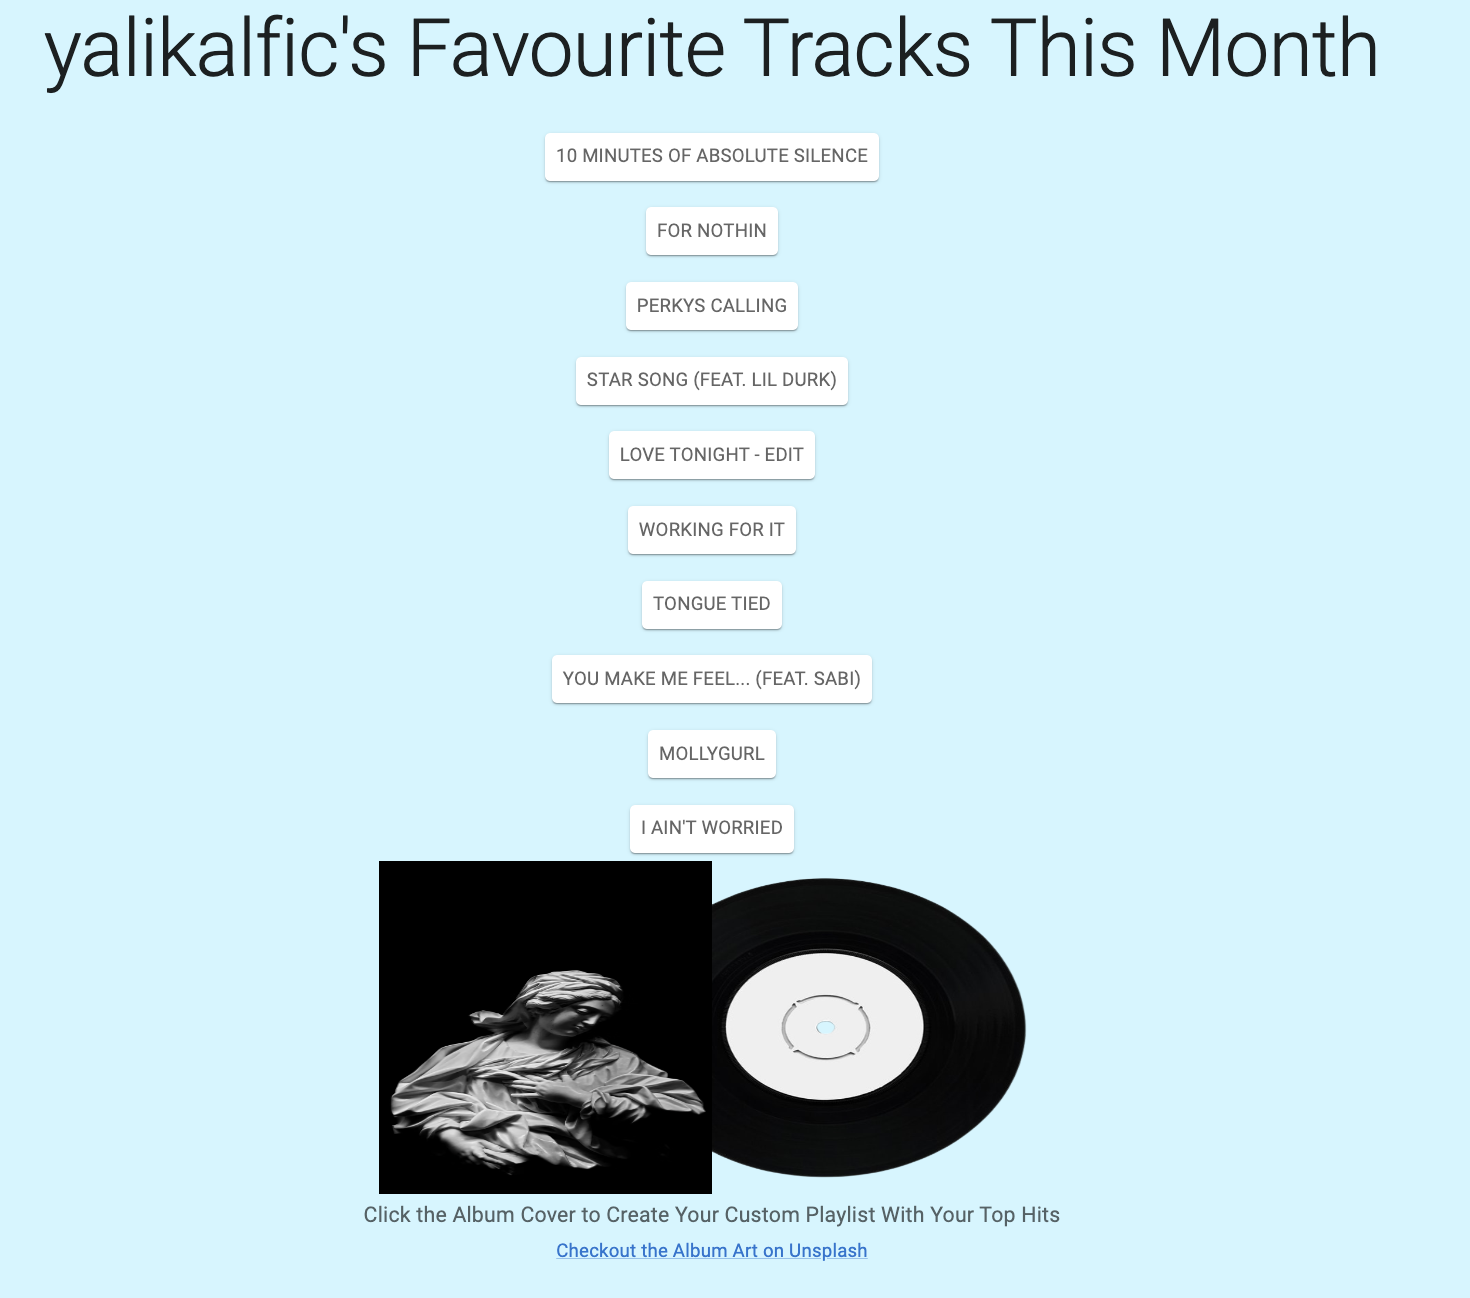 yalikalfic's Favourite Tracks This Month
10 MINUTES OF ABSOLUTE SILENCE
FOR NOTHIN
PERKYS CALLING
STAR SONG (FEAT. LIL DURK)
LOVE TONIGHT - EDIT
WORKING FOR IT
TONGUE TIED
YOU MAKE ME FEEL... (FEAT. SABI)
MOLLYGURL
I AIN'T WORRIED
Click the Album Cover to Create Your Custom Playlist With Your Top Hits
Checkout the Album Art on Unsplash